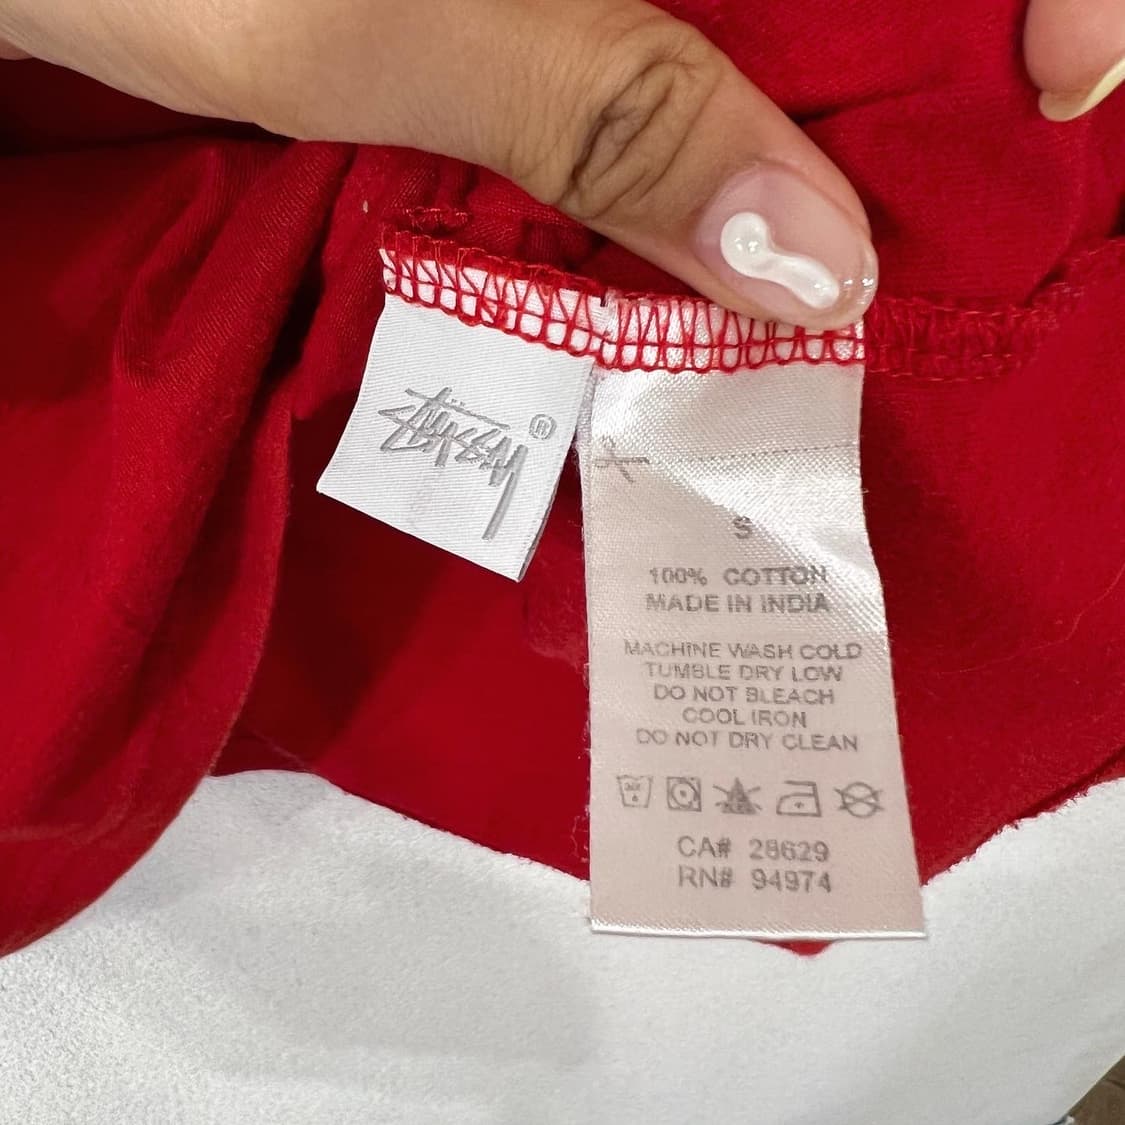 STÜSSY ®
S
100% COTTON
MADE IN INDIA
MACHINE WASH COLD
TUMBLE DRY LOW
DO NOT BLEACH
COOL IRON
DO NOT DRY CLEAN
CA# 28629
RN# 94974